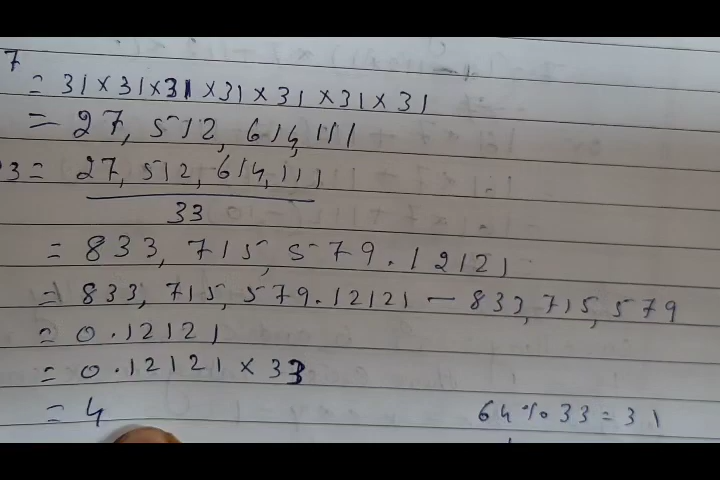 7
= 31 × 31 × 31 × 31 × 31 × 31 × 31
= 27, 512, 614, 111
3 = 27, 512, 614, 111
33
= 833, 715, 579.12121
= 833, 715, 579.12121 - 833, 715, 579
= 0.12121
= 0.12121 × 33
= 4
64 % 33 = 31